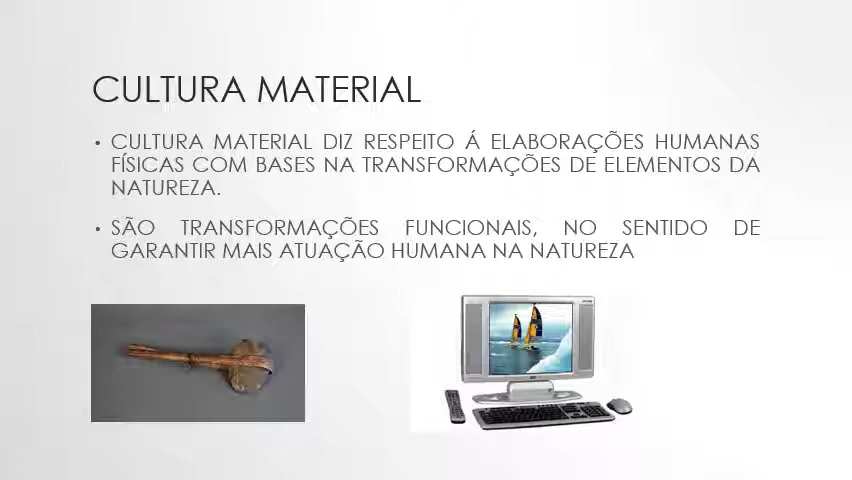 CULTURA MATERIAL
• CULTURA MATERIAL DIZ RESPEITO Á ELABORAÇÕES HUMANAS
FÍSICAS COM BASES NA TRANSFORMAÇÕES DE ELEMENTOS DA
NATUREZA.
• SÃO TRANSFORMAÇÕES FUNCIONAIS, NO SENTIDO DE
GARANTIR MAIS ATUAÇÃO HUMANA NA NATUREZA